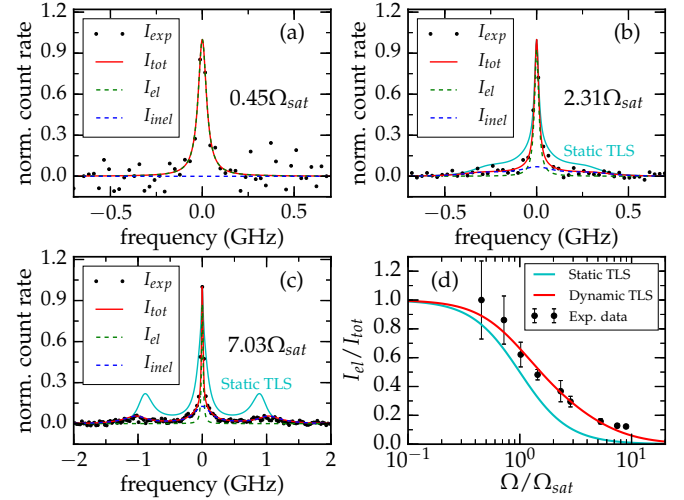 (a)
norm. count rate
1.2
0.9
0.6
0.3
0.0
I_exp
I_tot
I_el
I_inel
0.45Ω_sat
−0.5 0.0 0.5
frequency (GHz)
(b)
norm. count rate
1.2
0.9
0.6
0.3
0.0
I_exp
I_tot
I_el
I_inel
2.31Ω_sat
Static TLS
−0.5 0.0 0.5
frequency (GHz)
(c)
norm. count rate
1.2
0.9
0.6
0.3
0.0
I_exp
I_tot
I_el
I_inel
7.03Ω_sat
Static TLS
−2 −1 0 1 2
frequency (GHz)
(d)
I_el/I_tot
1.2
1.0
0.8
0.6
0.4
0.2
0.0
Static TLS
Dynamic TLS
Exp. data
10⁻¹ 10⁰ 10¹
Ω/Ω_sat